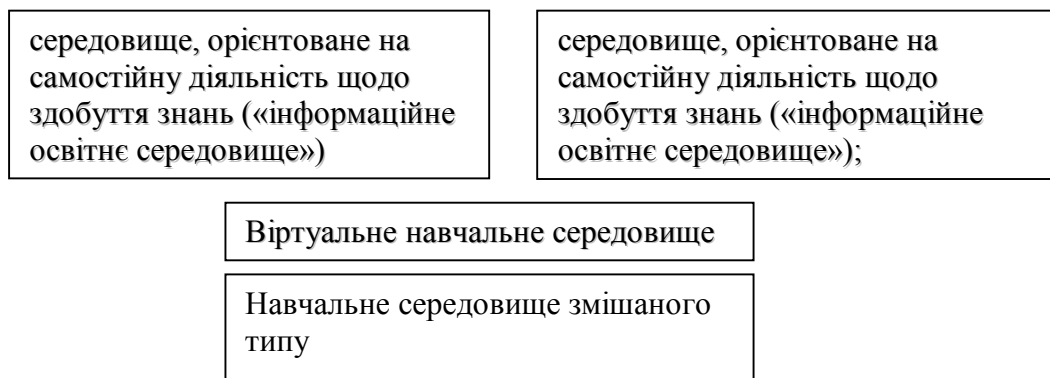 середовище, орієнтоване на
самостійну діяльність щодо
здобуття знань («інформаційне
освітнє середовище»)
середовище, орієнтоване на
самостійну діяльність щодо
здобуття знань («інформаційне
освітнє середовище»);
Віртуальне навчальне середовище
Навчальне середовище змішаного
типу